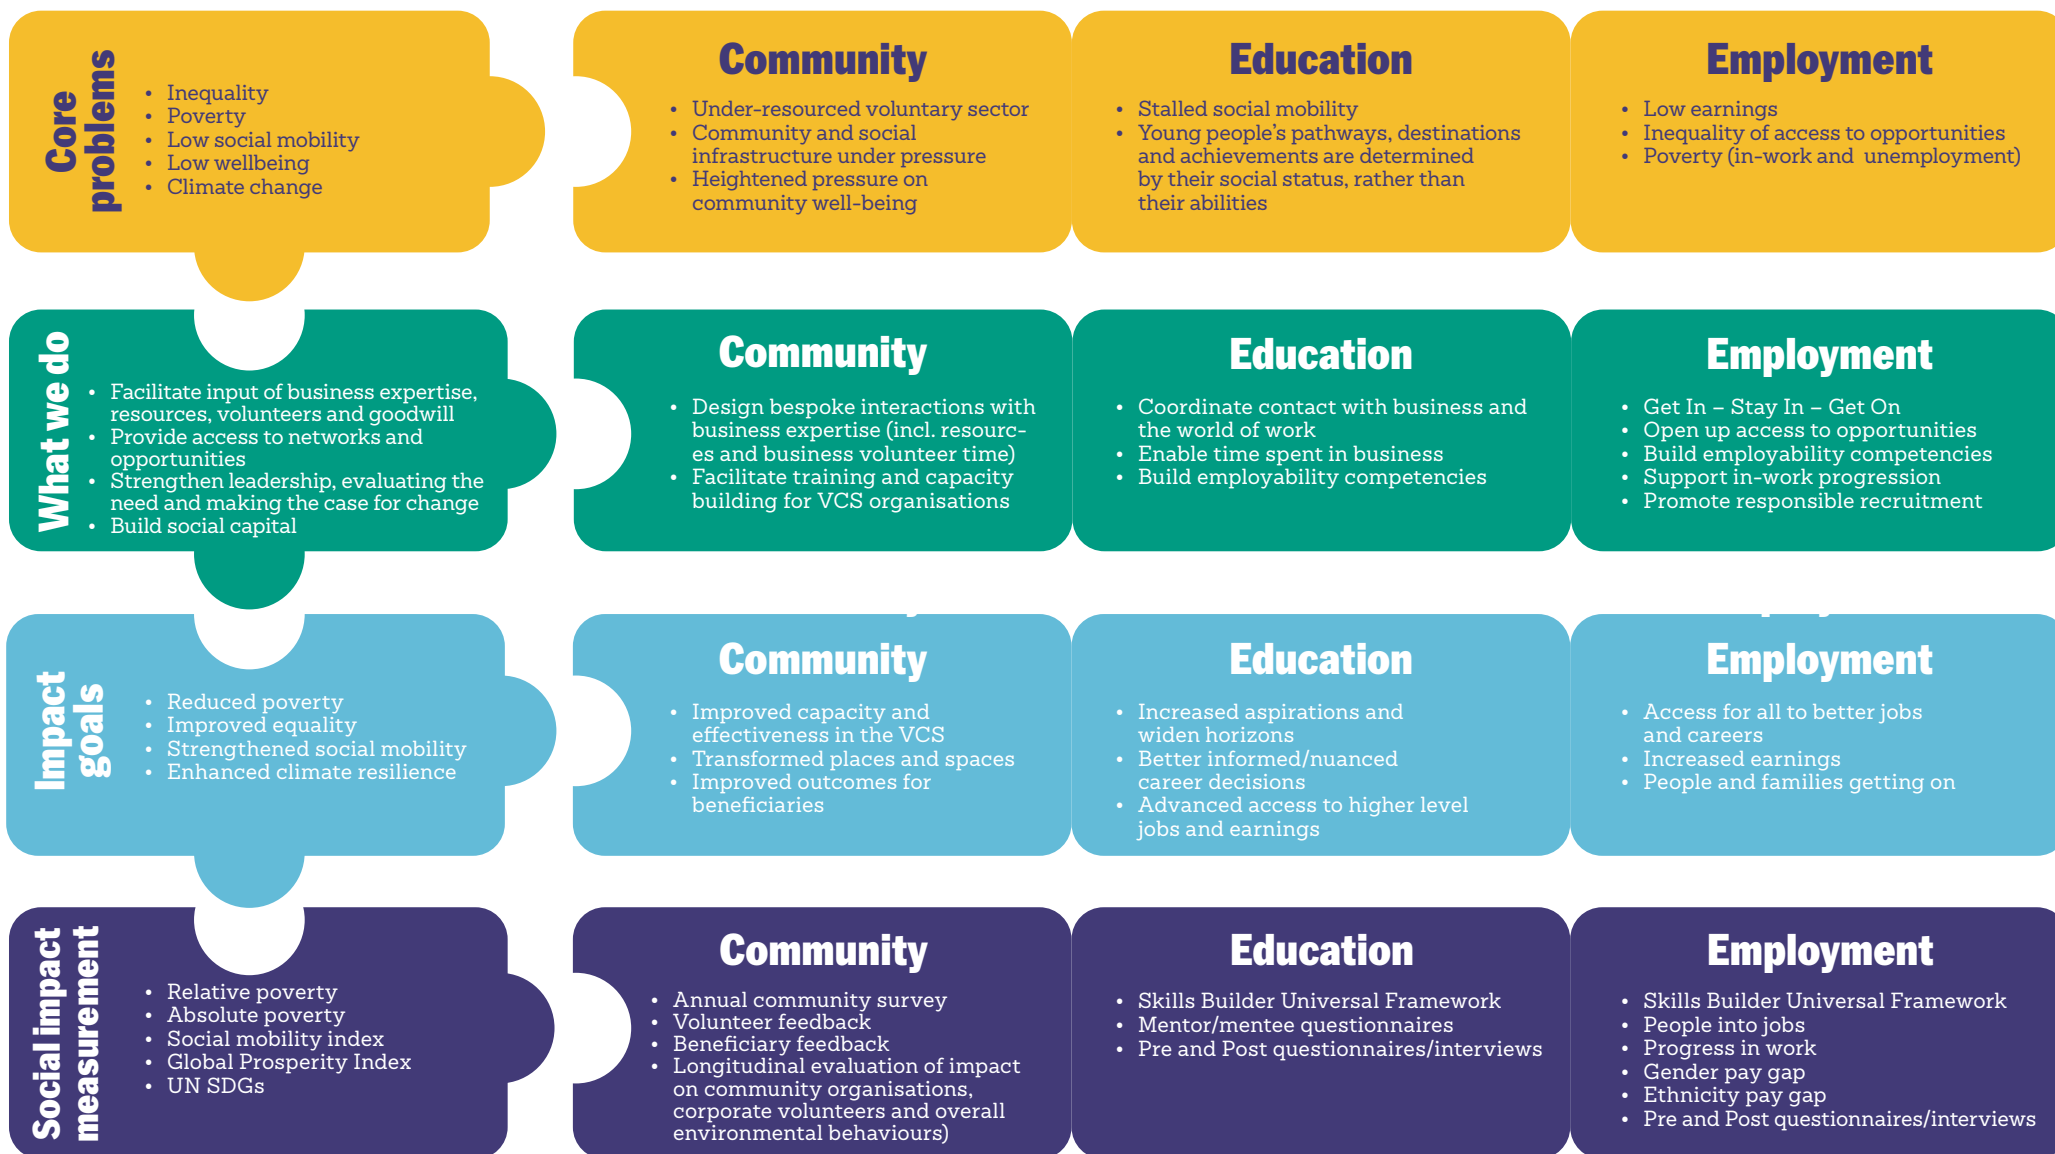 Core
problems
• Inequality
• Poverty
• Low social mobility
• Low wellbeing
• Climate change
Community
• Under-resourced voluntary sector
• Community and social
infrastructure under pressure
• Heightened pressure on
community well-being
Education
• Stalled social mobility
• Young people's pathways, destinations
and achievements are determined
by their social status, rather than
their abilities
Employment
• Low earnings
• Inequality of access to opportunities
• Poverty (in-work and unemployment)
What we do
• Facilitate input of business expertise,
resources, volunteers and goodwill
• Provide access to networks and
opportunities
• Strengthen leadership, evaluating the
need and making the case for change
• Build social capital
Community
• Design bespoke interactions with
business expertise (incl. resourc-
es and business volunteer time)
• Facilitate training and capacity
building for VCS organisations
Education
• Coordinate contact with business and
the world of work
• Enable time spent in business
• Build employability competencies
Employment
• Get In – Stay In – Get On
• Open up access to opportunities
• Build employability competencies
• Support in-work progression
• Promote responsible recruitment
Impact
goals
• Reduced poverty
• Improved equality
• Strengthened social mobility
• Enhanced climate resilience
Community
• Improved capacity and
effectiveness in the VCS
• Transformed places and spaces
• Improved outcomes for
beneficiaries
Education
• Increased aspirations and
widen horizons
• Better informed/nuanced
career decisions
• Advanced access to higher level
jobs and earnings
Employment
• Access for all to better jobs
and careers
• Increased earnings
• People and families getting on
Social impact
measurement
• Relative poverty
• Absolute poverty
• Social mobility index
• Global Prosperity Index
• UN SDGs
Community
• Annual community survey
• Volunteer feedback
• Beneficiary feedback
• Longitudinal evaluation of impact
on community organisations,
corporate volunteers and overall
environmental behaviours)
Education
• Skills Builder Universal Framework
• Mentor/mentee questionnaires
• Pre and Post questionnaires/interviews
Employment
• Skills Builder Universal Framework
• People into jobs
• Progress in work
• Gender pay gap
• Ethnicity pay gap
• Pre and Post questionnaires/interviews